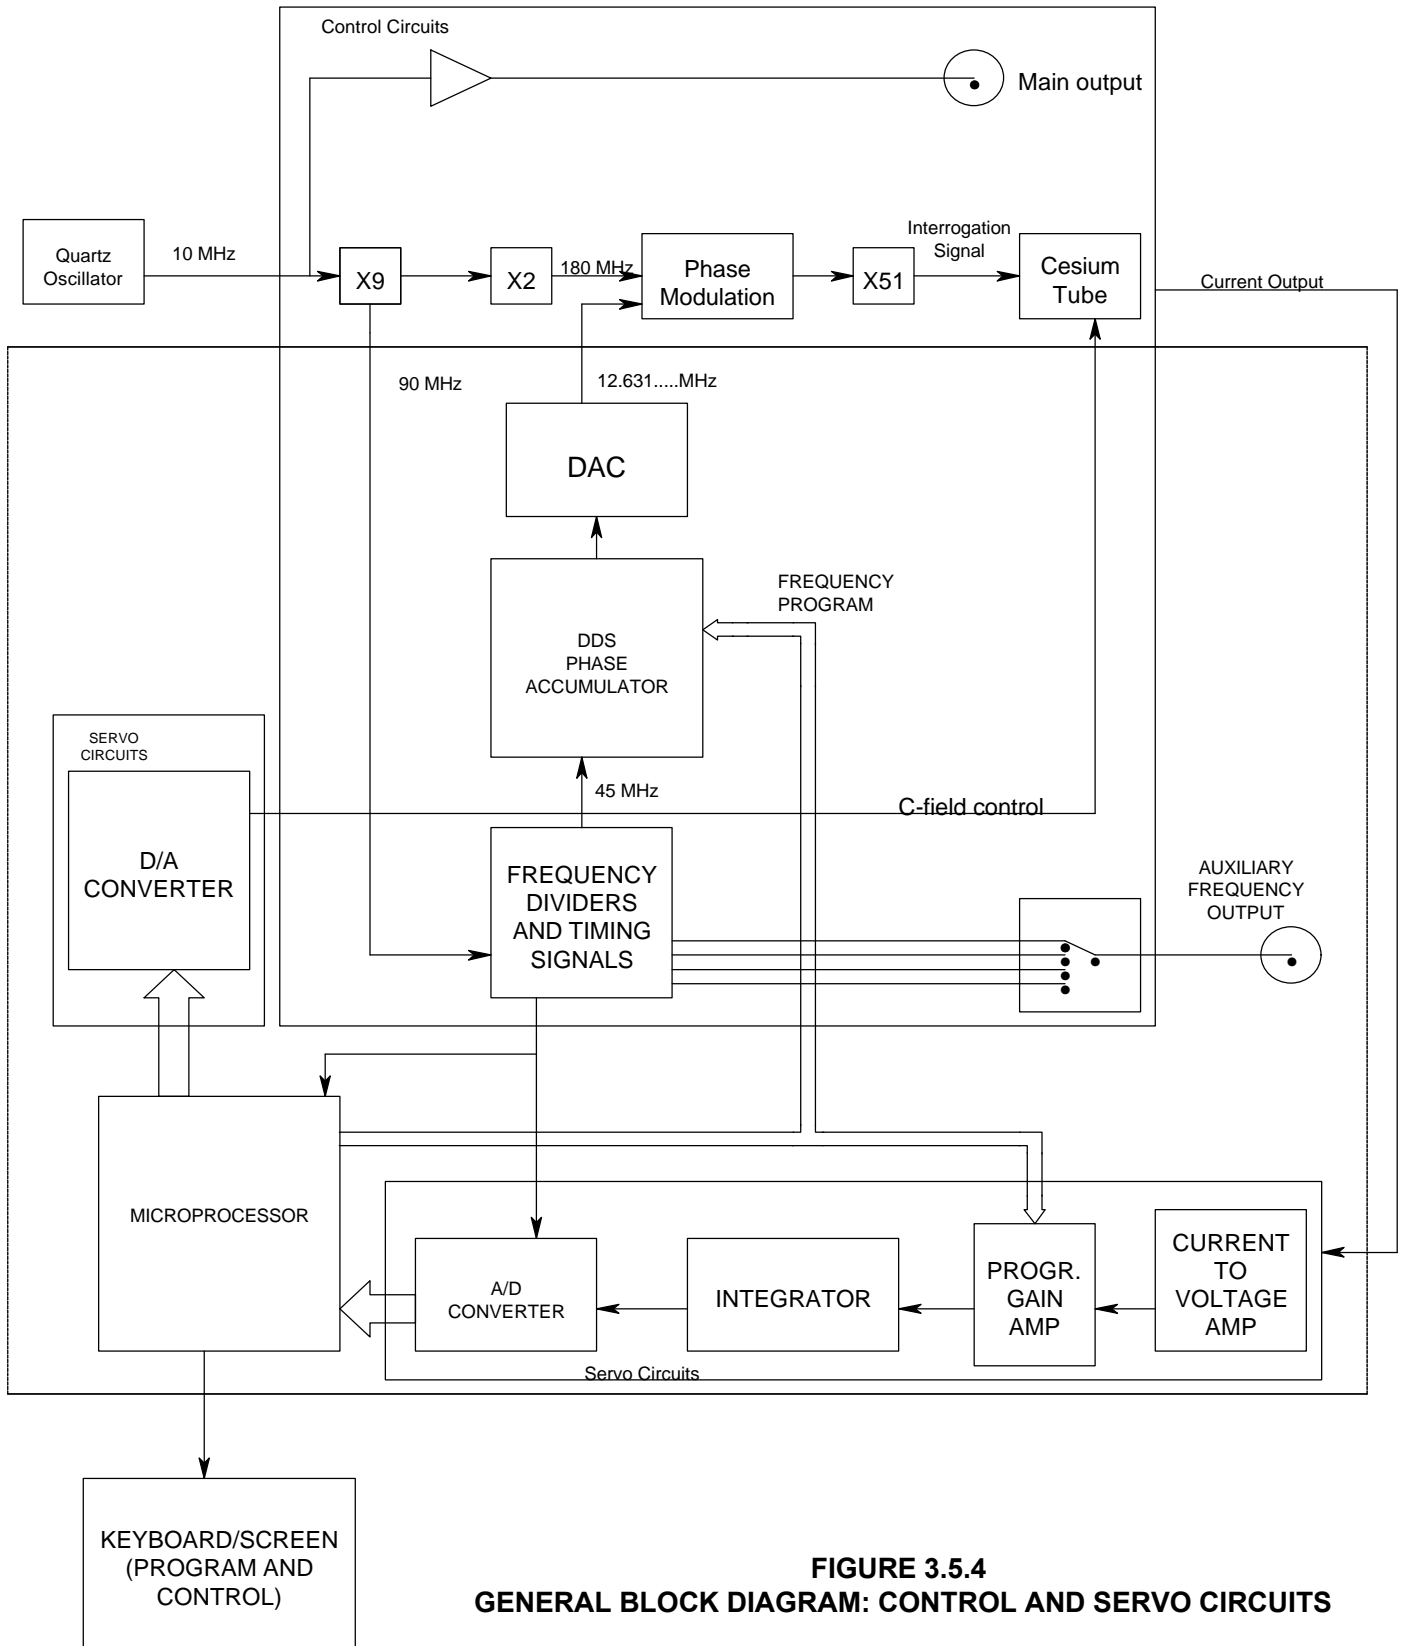 Control Circuits
Main output
Quartz
Oscillator
10 MHz
X9
X2
180 MHz
Phase
Modulation
X51
Interrogation
Signal
Cesium
Tube
Current Output
90 MHz
12.631.....MHz
DAC
FREQUENCY
PROGRAM
DDS
PHASE
ACCUMULATOR
SERVO
CIRCUITS
45 MHz
C-field control
D/A
CONVERTER
FREQUENCY
DIVIDERS
AND TIMING
SIGNALS
AUXILIARY
FREQUENCY
OUTPUT
MICROPROCESSOR
A/D
CONVERTER
INTEGRATOR
PROGR.
GAIN
AMP
CURRENT
TO
VOLTAGE
AMP
Servo Circuits
KEYBOARD/SCREEN
(PROGRAM AND
CONTROL)
FIGURE 3.5.4
GENERAL BLOCK DIAGRAM: CONTROL AND SERVO CIRCUITS